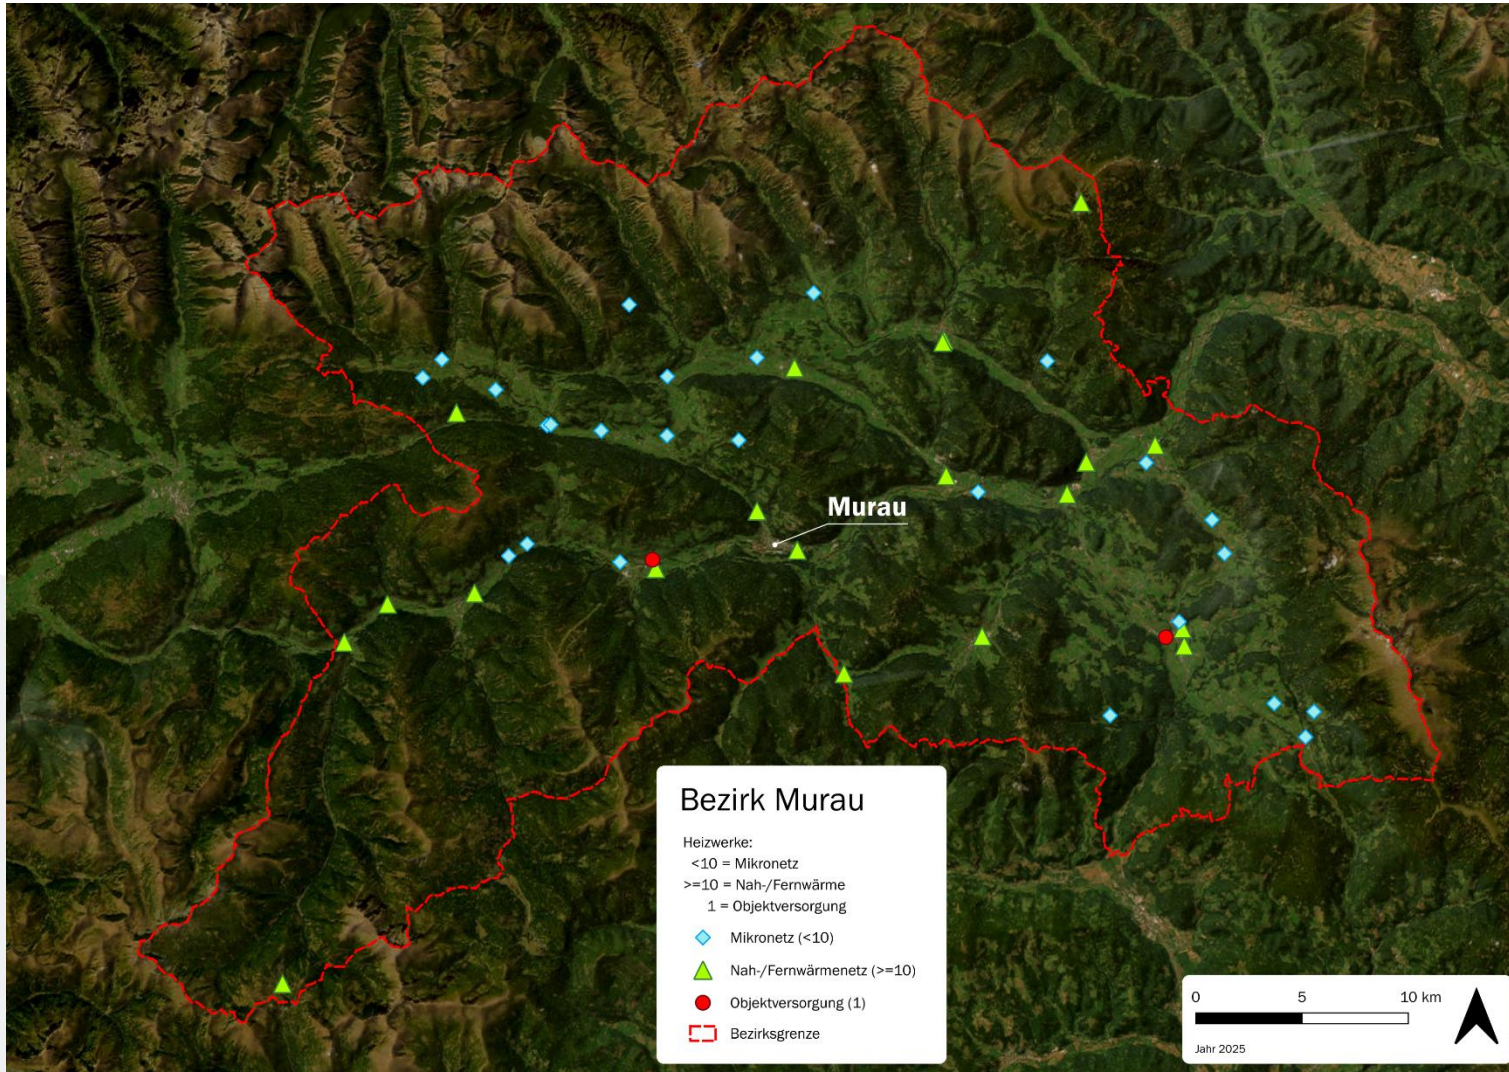 Murau
Bezirk Murau
Heizwerke:
<10 = Mikronetz
>=10 = Nah-/Fernwärme
1 = Objektversorgung
Mikronetz (<10)
Nah-/Fernwärmenetz (>=10)
Objektversorgung (1)
Bezirksgrenze
0 5 10 km
Jahr 2025